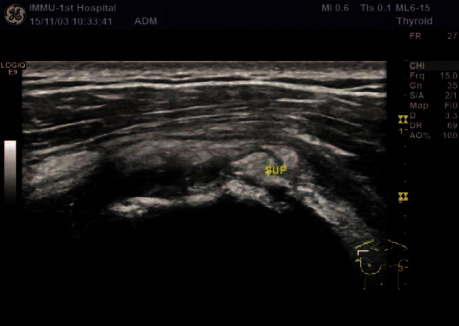 IMMU-1st Hospital
MI 0.6 TIs 0.1 ML6-15
15/11/03 10:33:41 ADM
Thyroid
FR 27
LOGIQ
E9
CHI
Frq 15.0
Gn 35
S/A 2/1
Map F/0
D 3.3
DR 69
AO% 100
1
SUP
3